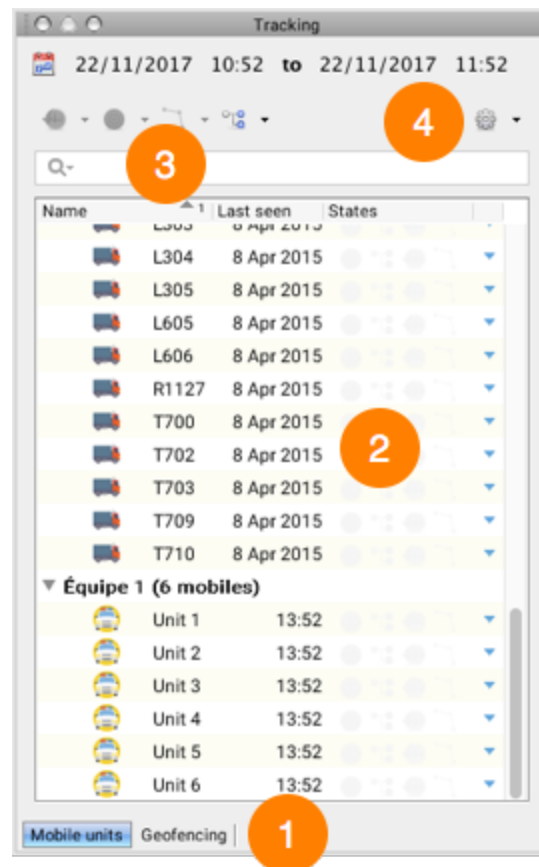 Tracking
22/11/2017 10:52 to 22/11/2017 11:52
4
3
Name 1 Last seen States
L303 8 Apr 2015
L304 8 Apr 2015
L305 8 Apr 2015
L605 8 Apr 2015
L606 8 Apr 2015
R1127 8 Apr 2015
T700 8 Apr 2015
T702 8 Apr 2015
2
T703 8 Apr 2015
T709 8 Apr 2015
T710 8 Apr 2015
Équipe 1 (6 mobiles)
Unit 1 13:52
Unit 2 13:52
Unit 3 13:52
Unit 4 13:52
Unit 5 13:52
Unit 6 13:52
Mobile units Geofencing 1